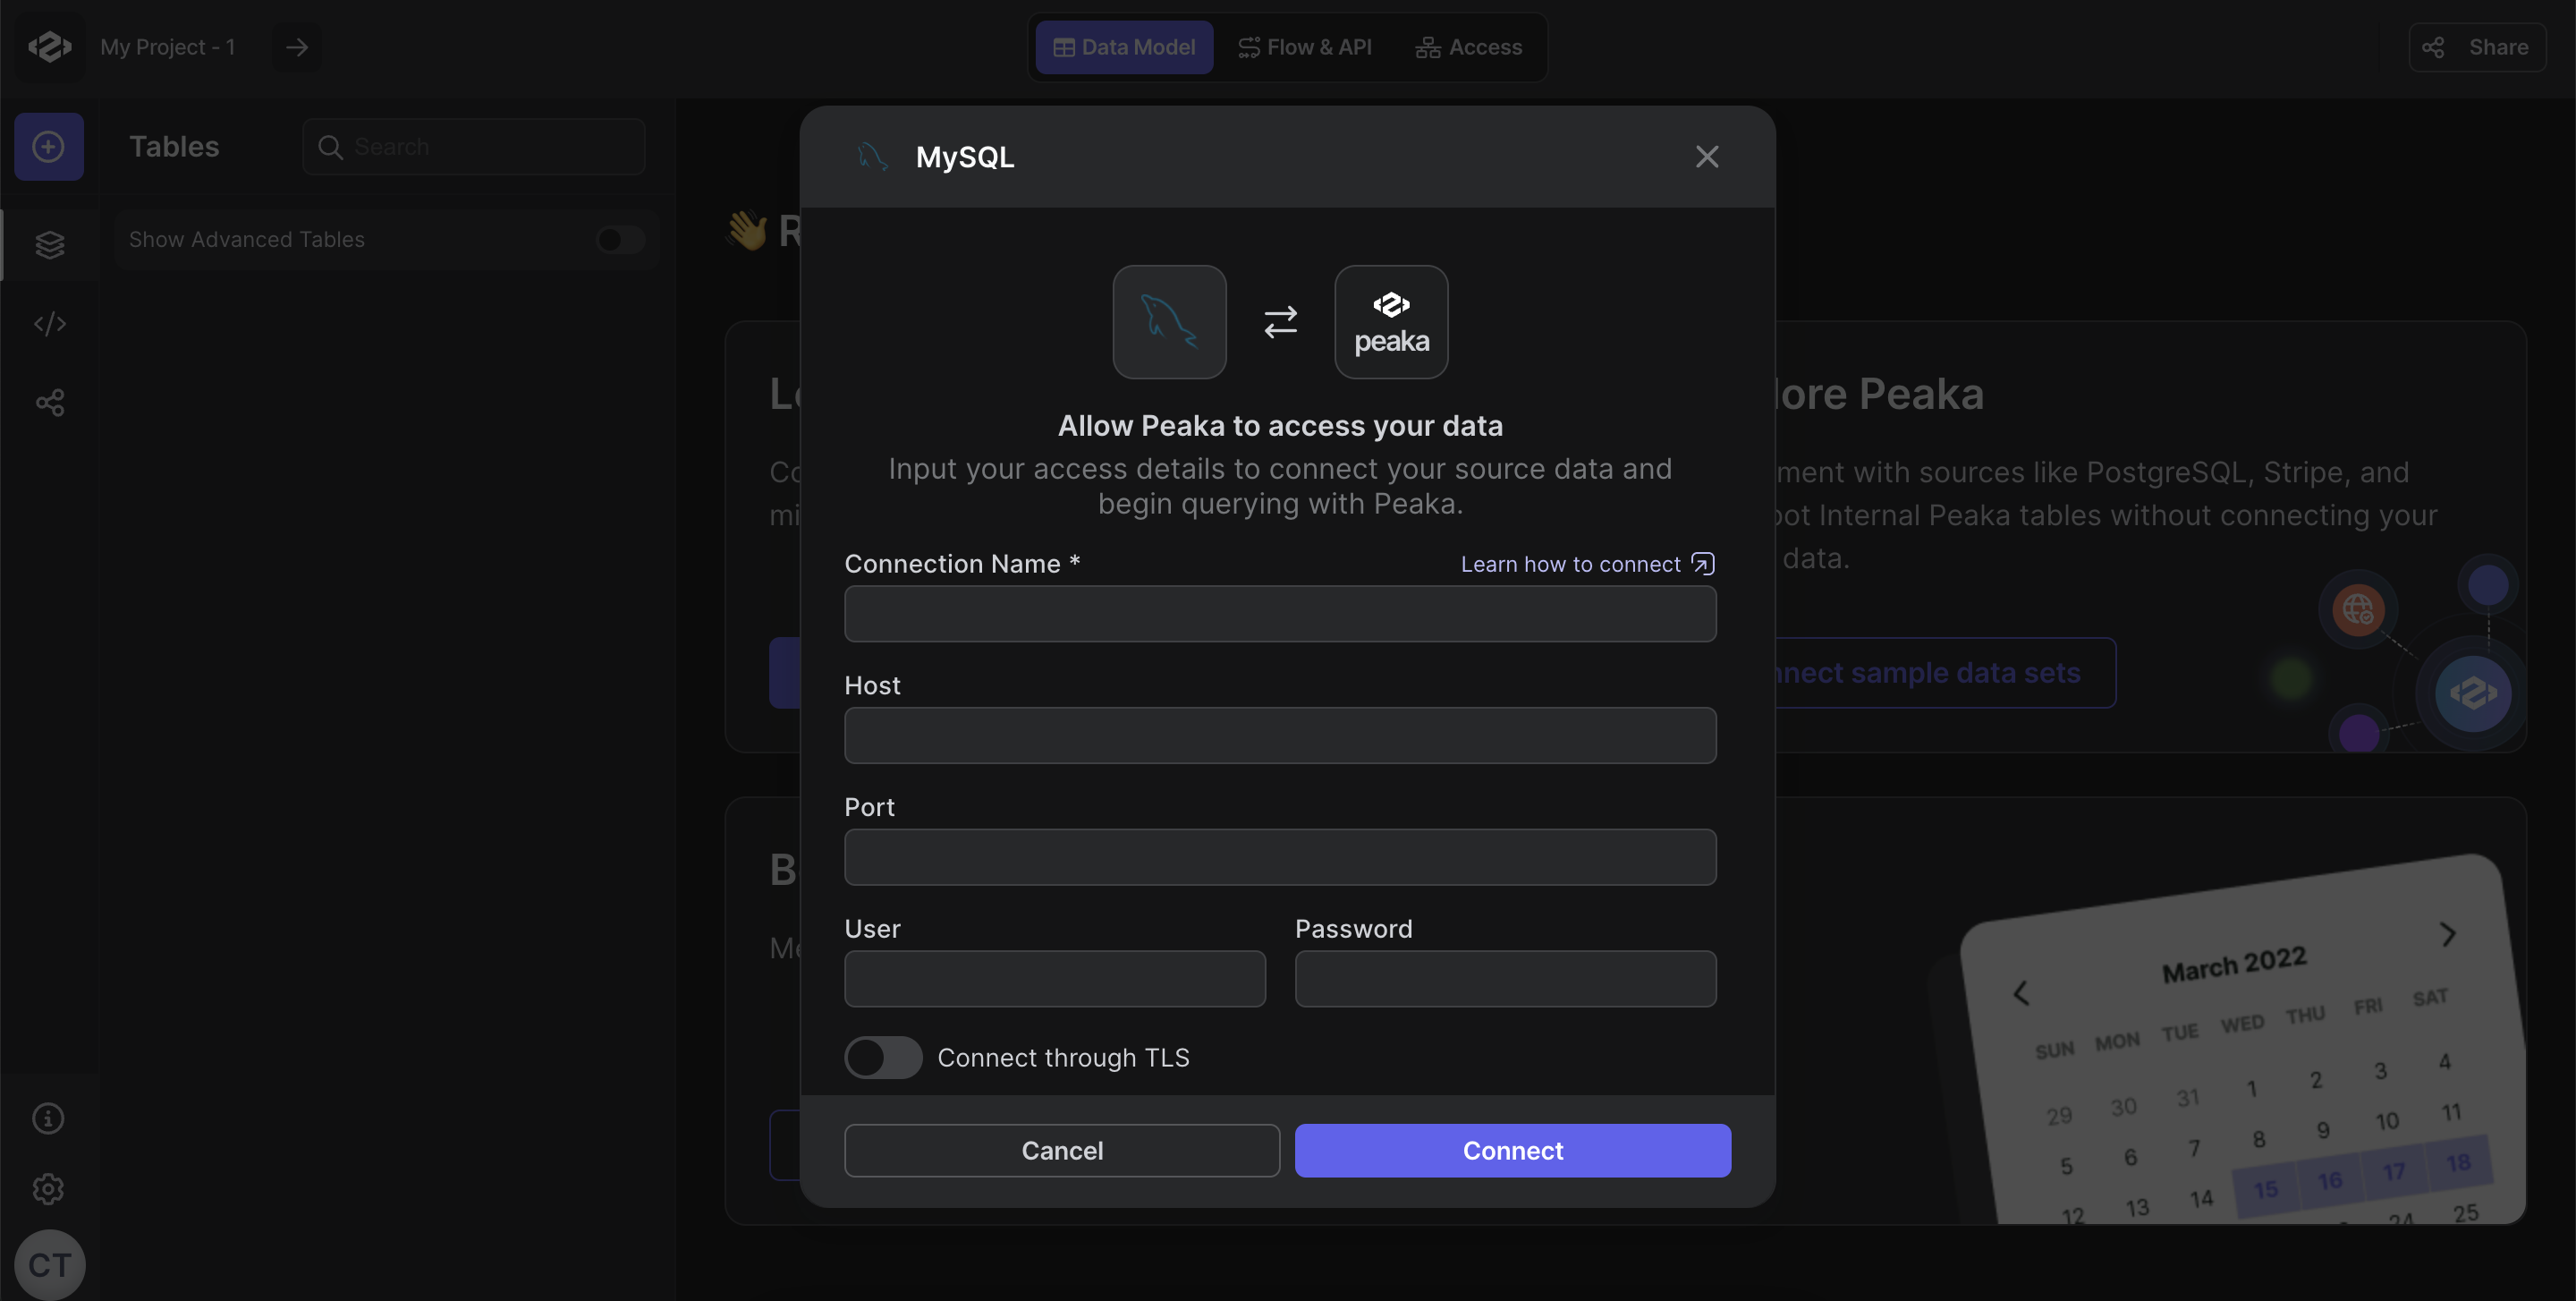 My Project - 1
Data Model
Flow & API
Access
Share
Tables
Search
Show Advanced Tables
MySQL
peaka
Allow Peaka to access your data
Input your access details to connect your source data and
begin querying with Peaka.
Connection Name *
Learn how to connect
Host
Port
User
Password
Connect through TLS
Cancel
Connect
lore Peaka
ment with sources like PostgreSQL, Stripe, and
oot Internal Peaka tables without connecting your
data.
nnect sample data sets
March 2022
SUN MON TUE WED THU FRI SAT
29 30 31 1 2 3 4
5 6 7 8 9 10 11
12 13 14 15 16 17 18
24 25
CT